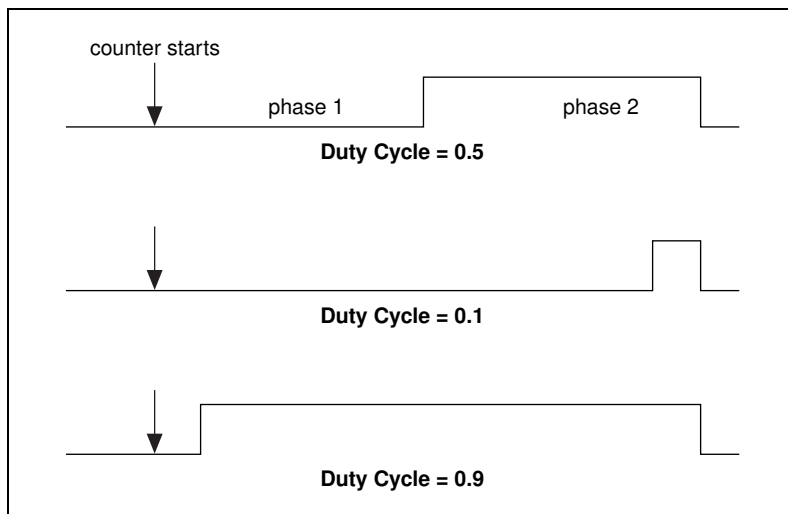 counter starts
phase 1
phase 2
Duty Cycle = 0.5
Duty Cycle = 0.1
Duty Cycle = 0.9